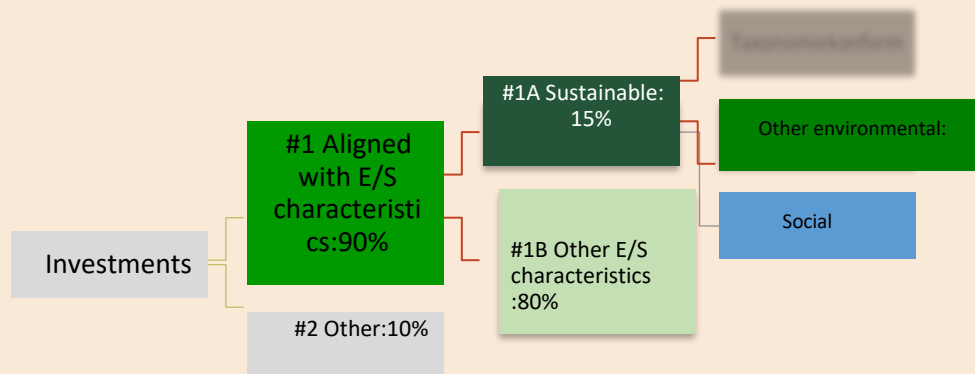 Taxonomiekonform
#1A Sustainable:
15%
Other environmental:
#1 Aligned
with E/S
characteristi
cs:90%
Social
#1B Other E/S
characteristics
:80%
Investments
#2 Other:10%